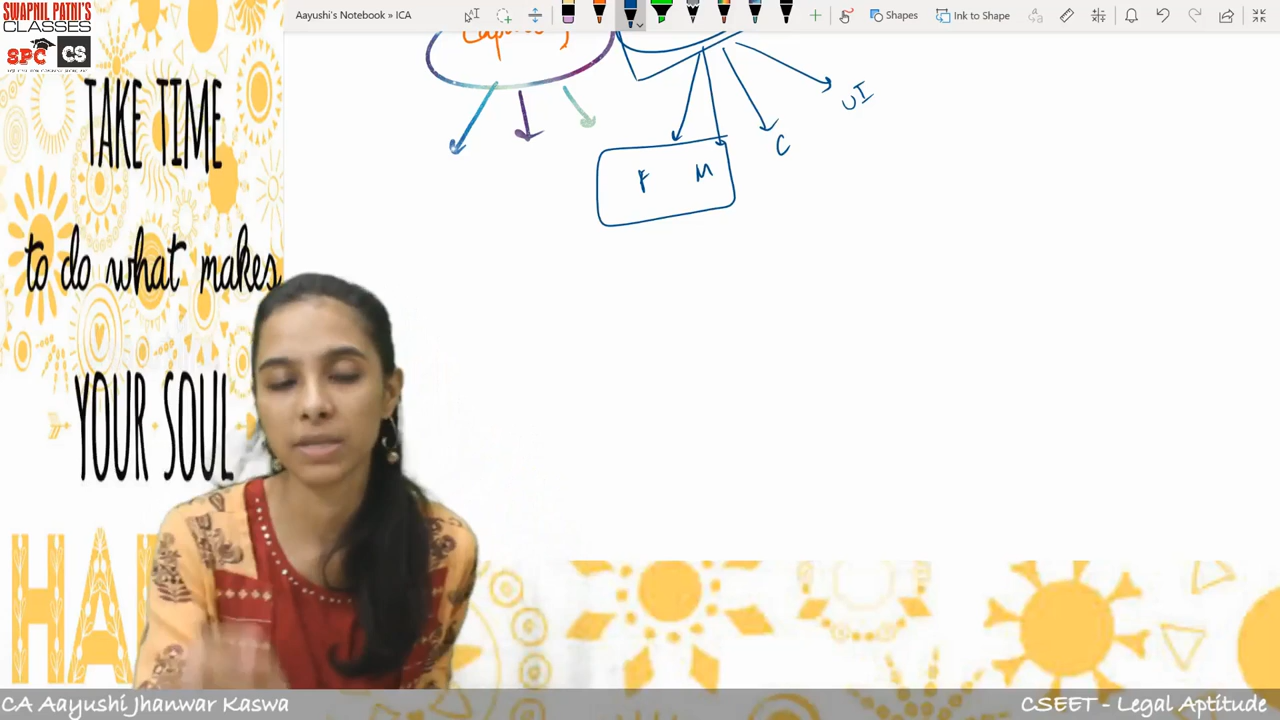 SWAPNIL PATNI'S
CLASSES
SPC CS
Aayushi's Notebook » ICA
Shapes
Ink to Shape
UI
C
F M
TAKE TIME
to do what makes
YOUR SOUL
CA Aayushi Jhanwar Kaswa
CSEET - Legal Aptitude